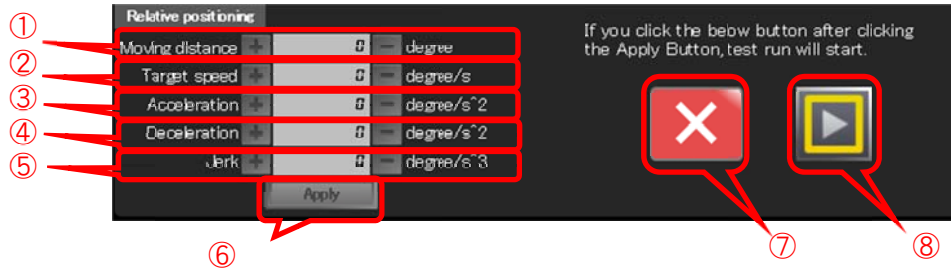 Relative positioning
① Moving distance + 0 - degree
② Target speed + 0 - degree/s
③ Acceleration + 0 - degree/s^2
④ Deceleration + 0 - degree/s^2
⑤ Jerk + 0 - degree/s^3
Apply
⑥
If you click the below button after clicking
the Apply Button, test run will start.
⑦ ⑧